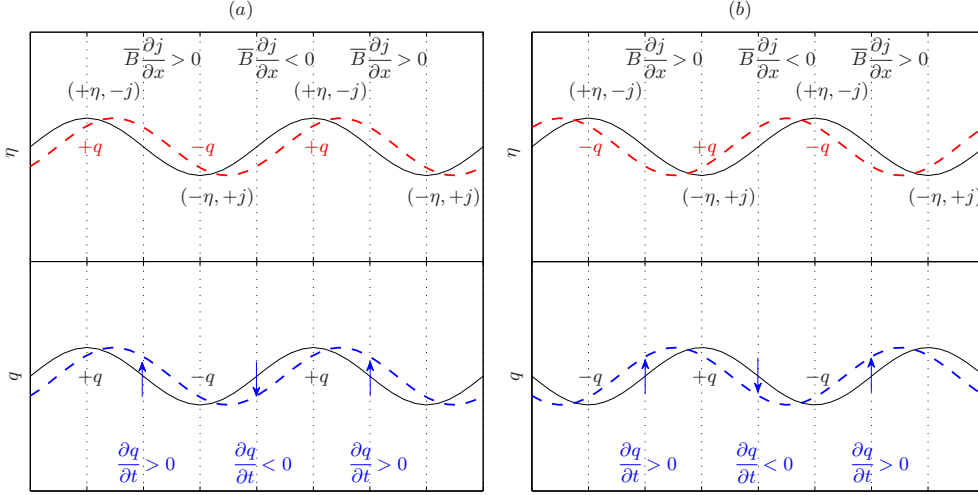 (a)
B̅ ∂j/∂x > 0 B̅ ∂j/∂x < 0 B̅ ∂j/∂x > 0
(+η, −j) (+η, −j)
+q −q +q
(−η, +j) (−η, +j)
η
+q −q +q
q
∂q/∂t > 0 ∂q/∂t < 0 ∂q/∂t > 0
(b)
B̅ ∂j/∂x > 0 B̅ ∂j/∂x < 0 B̅ ∂j/∂x > 0
(+η, −j) (+η, −j)
−q +q −q
(−η, +j) (−η, +j)
η
−q +q −q
q
∂q/∂t > 0 ∂q/∂t < 0 ∂q/∂t > 0